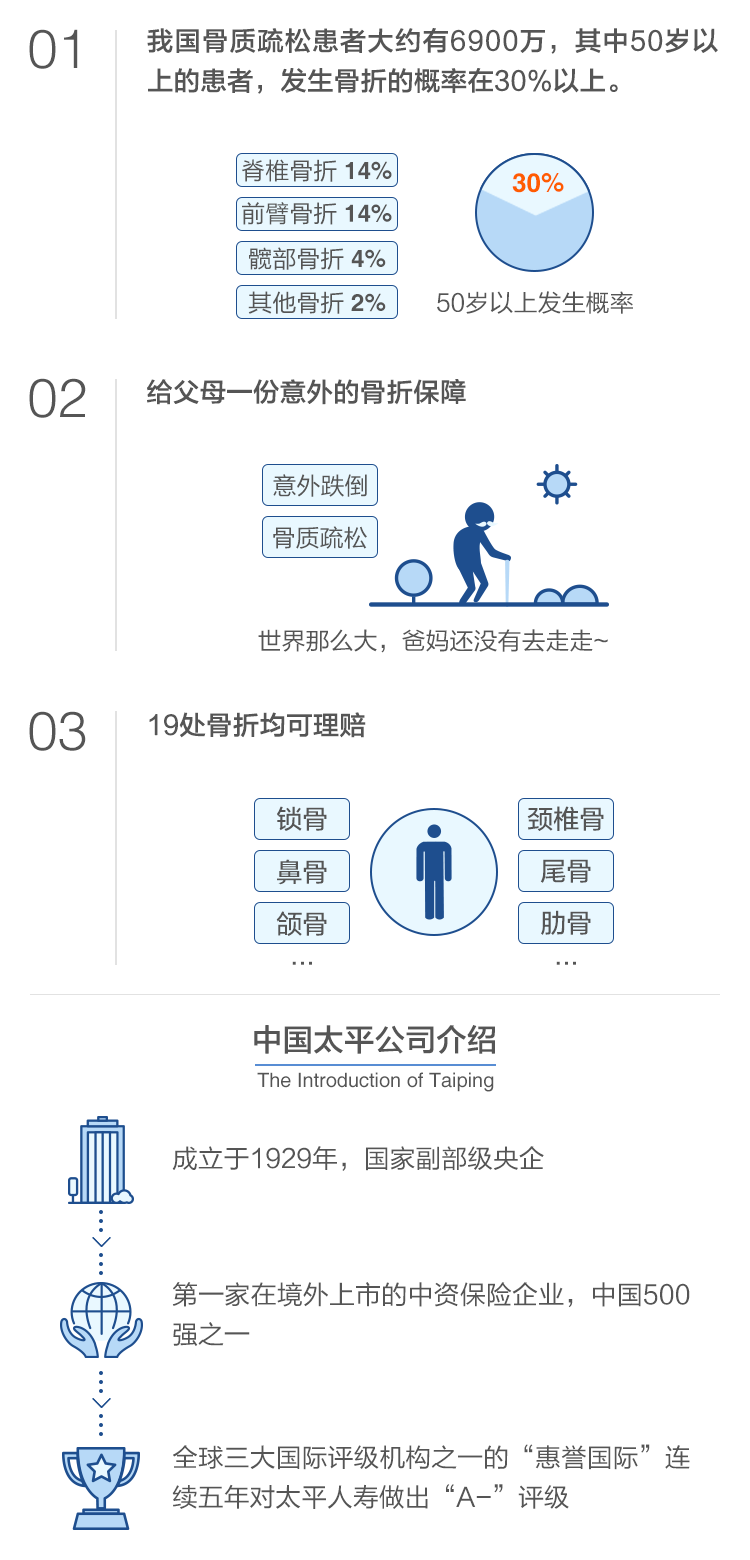 01
我国骨质疏松患者大约有6900万，其中50岁以
上的患者，发生骨折的概率在30%以上。
脊椎骨折 14%
前臂骨折 14%
髋部骨折 4%
其他骨折 2%
30%
50岁以上发生概率
02
给父母一份意外的骨折保障
意外跌倒
骨质疏松
世界那么大，爸妈还没有去走走~
03
19处骨折均可理赔
锁骨
鼻骨
颌骨
...
颈椎骨
尾骨
肋骨
...
中国太平公司介绍
The Introduction of Taiping
成立于1929年，国家副部级央企
第一家在境外上市的中资保险企业，中国500
强之一
全球三大国际评级机构之一的“惠誉国际”连
续五年对太平人寿做出“A-”评级